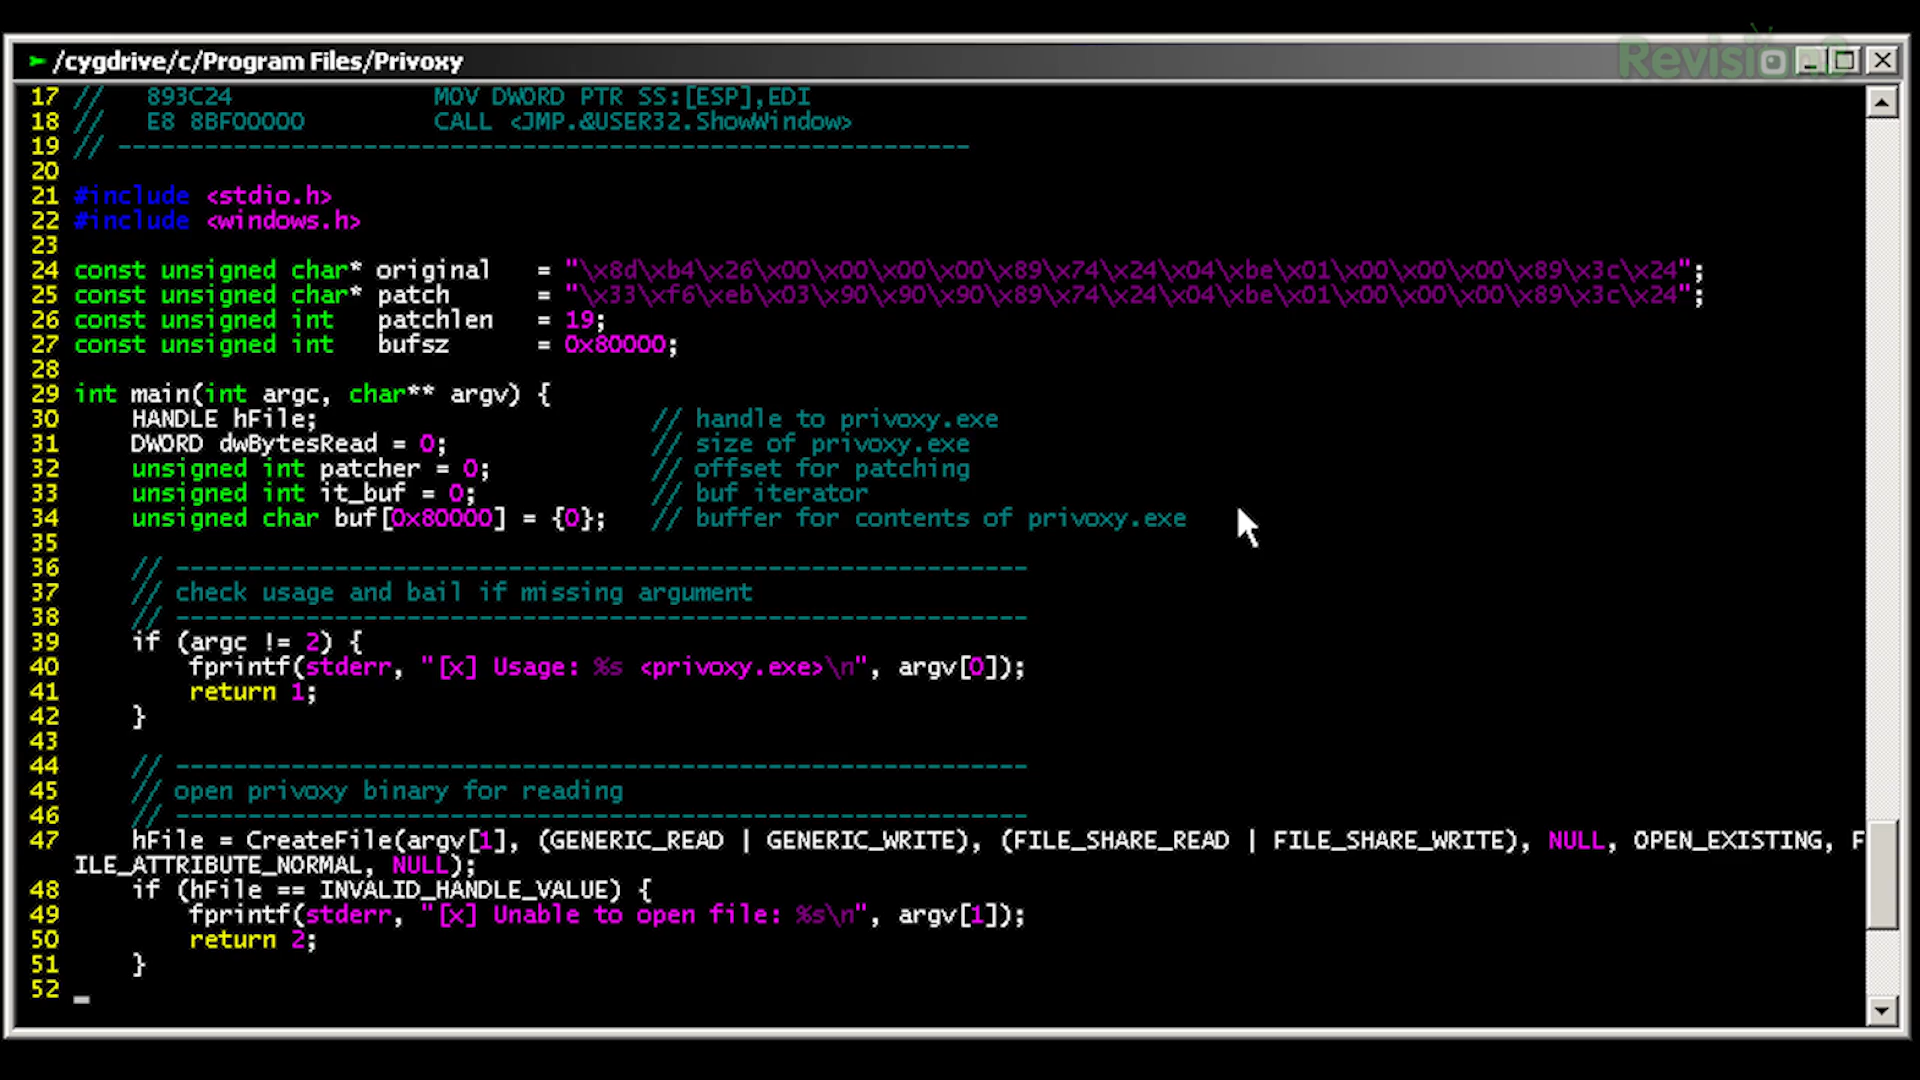 /cygdrive/c/Program Files/Privoxy
Revision3
17 //   893C24              MOV DWORD PTR SS:[ESP],EDI
18 //   E8 8BF00000         CALL <JMP.&USER32.ShowWindow>
19 // -----------------------------------------------------------
20
21 #include <stdio.h>
22 #include <windows.h>
23
24 const unsigned char* original   = "\x8d\xb4\x26\x00\x00\x00\x00\x89\x74\x24\x04\xbe\x01\x00\x00\x00\x89\x3c\x24";
25 const unsigned char* patch      = "\x33\xf6\xeb\x03\x90\x90\x90\x89\x74\x24\x04\xbe\x01\x00\x00\x00\x89\x3c\x24";
26 const unsigned int   patchlen   = 19;
27 const unsigned int   bufsz      = 0x80000;
28
29 int main(int argc, char** argv) {
30     HANDLE hFile;                       // handle to privoxy.exe
31     DWORD dwBytesRead = 0;              // size of privoxy.exe
32     unsigned int patcher = 0;           // offset for patching
33     unsigned int it_buf = 0;            // buf iterator
34     unsigned char buf[0x80000] = {0};   // buffer for contents of privoxy.exe
35
36     // -----------------------------------------------------------
37     // check usage and bail if missing argument
38     // -----------------------------------------------------------
39     if (argc != 2) {
40         fprintf(stderr, "[x] Usage: %s <privoxy.exe>\n", argv[0]);
41         return 1;
42     }
43
44     // -----------------------------------------------------------
45     // open privoxy binary for reading
46     // -----------------------------------------------------------
47     hFile = CreateFile(argv[1], (GENERIC_READ | GENERIC_WRITE), (FILE_SHARE_READ | FILE_SHARE_WRITE), NULL, OPEN_EXISTING, F
ILE_ATTRIBUTE_NORMAL, NULL);
48     if (hFile == INVALID_HANDLE_VALUE) {
49         fprintf(stderr, "[x] Unable to open file: %s\n", argv[1]);
50         return 2;
51     }
52